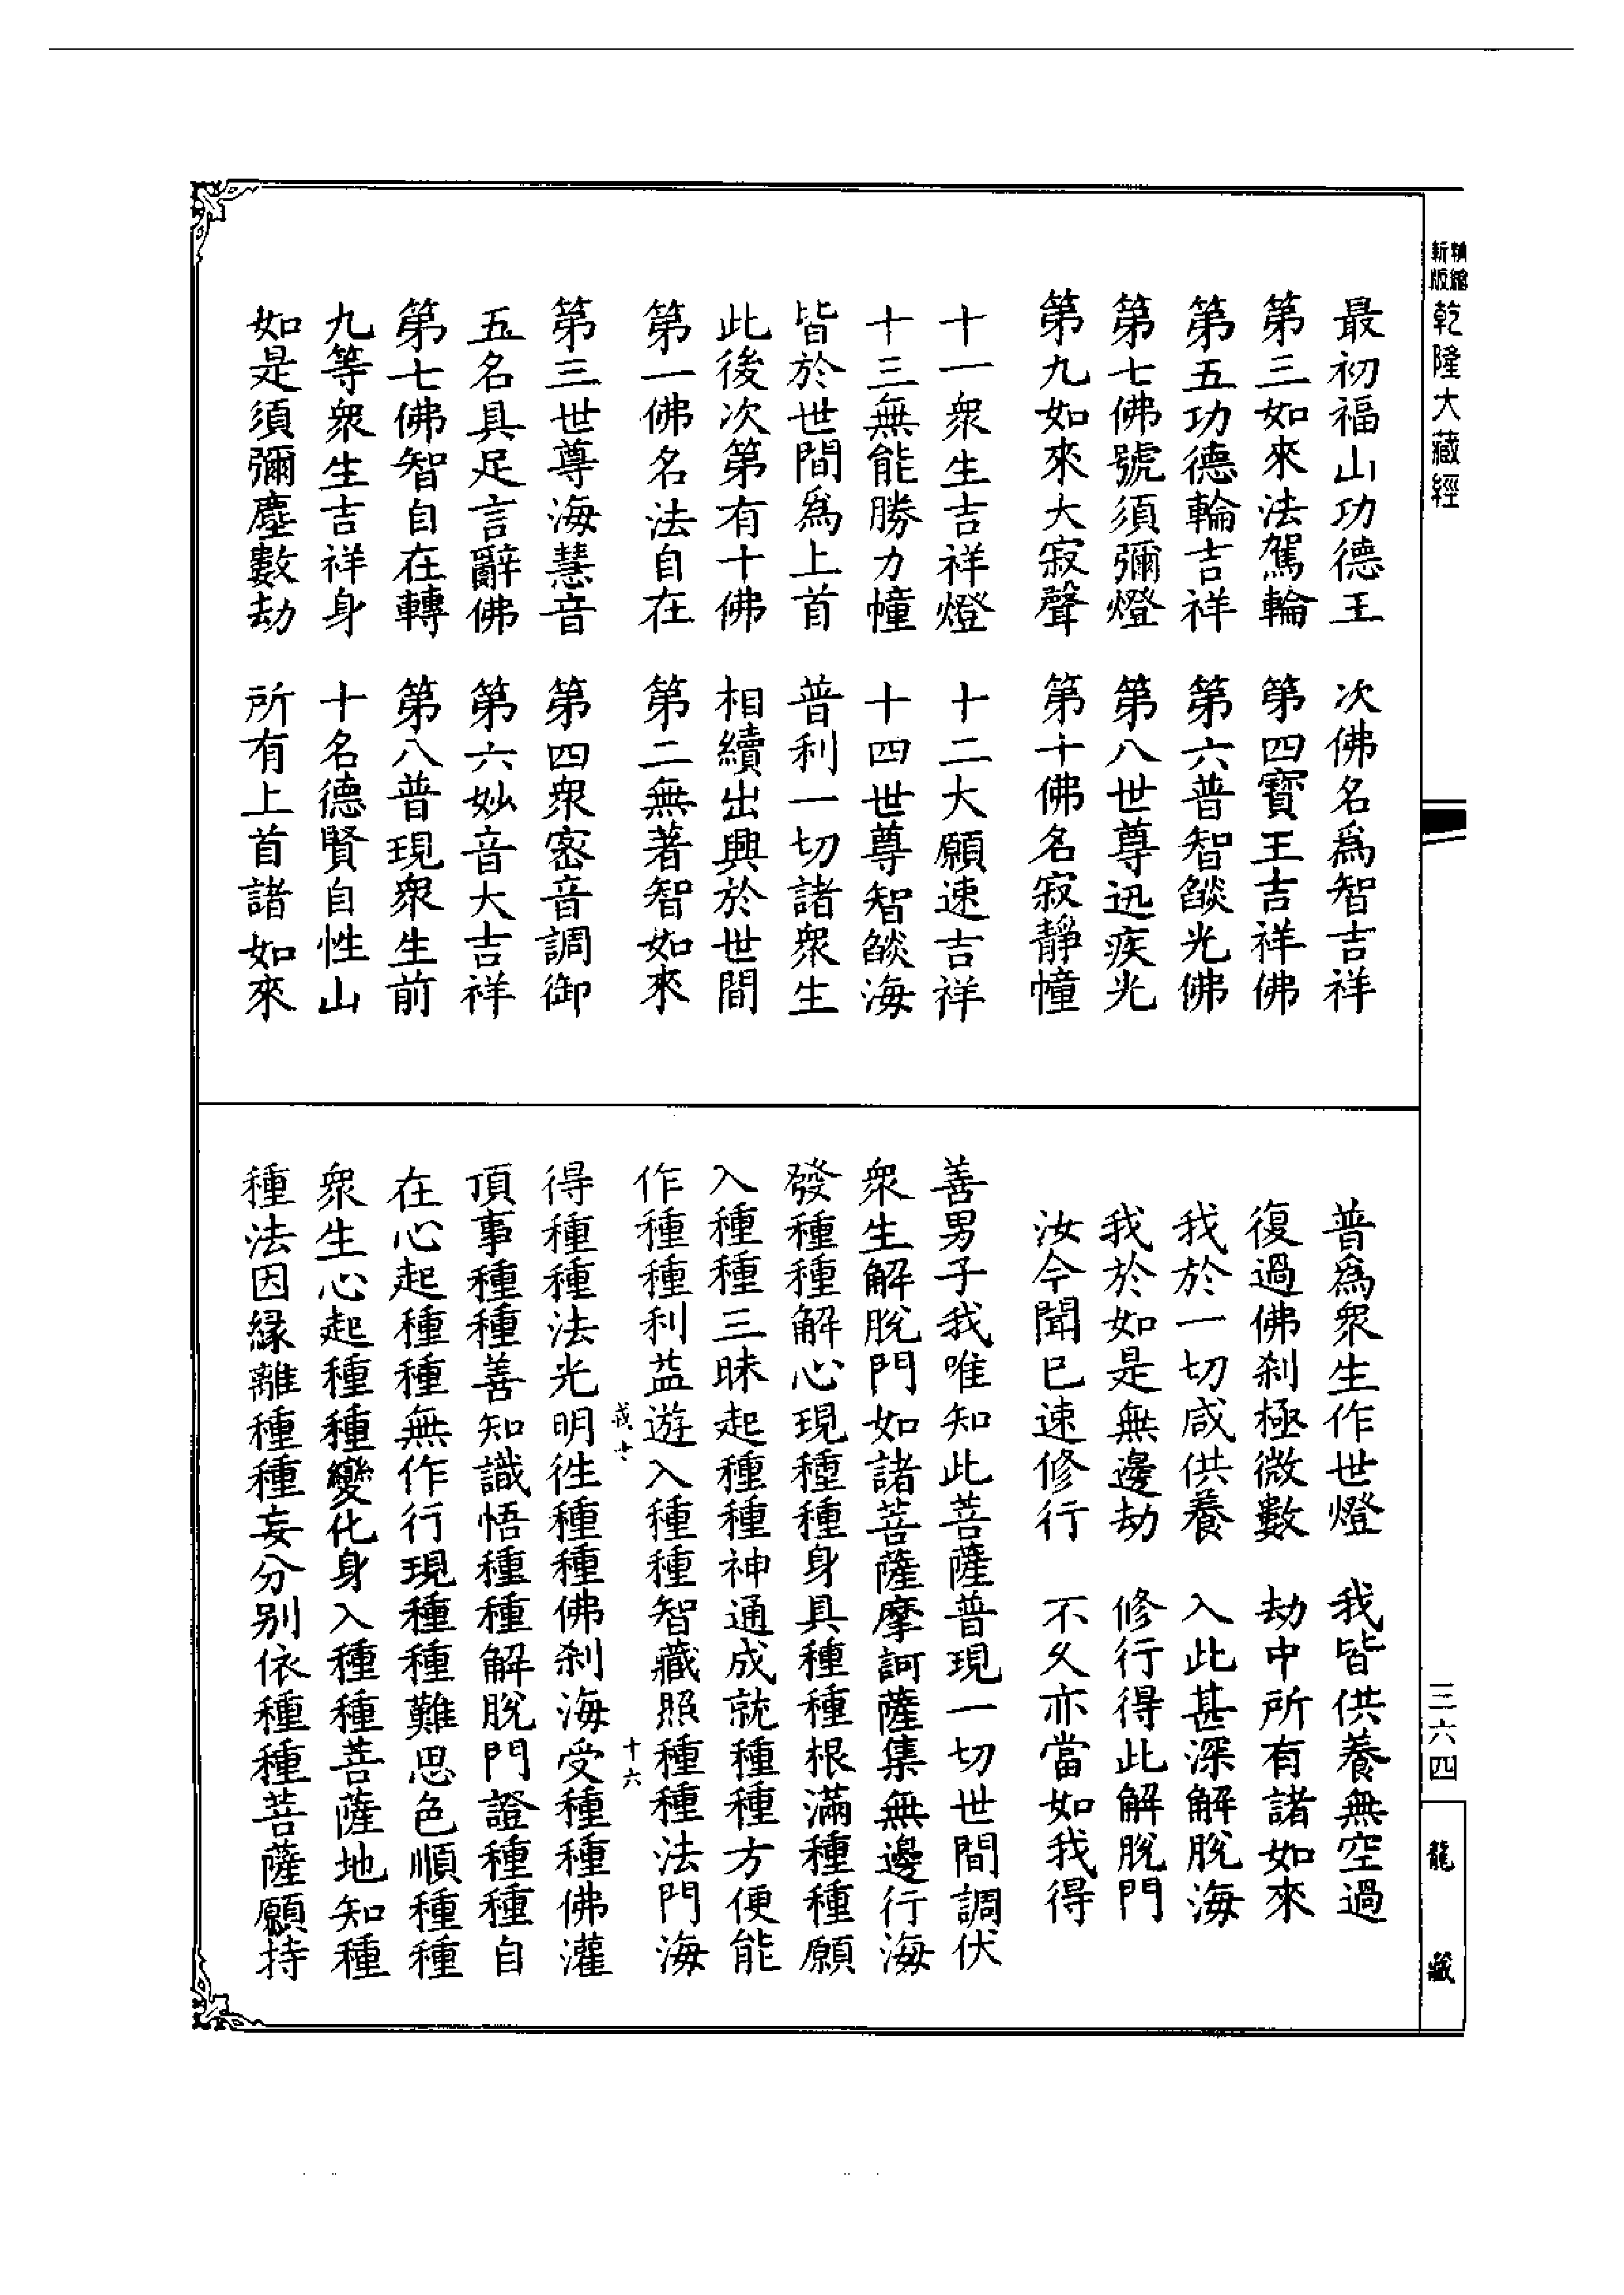 精縮
新版
乾隆大藏經
最初福山功德王　次佛名爲智吉祥
第三如來法駕輪　第四寶王吉祥佛
第五功德輪吉祥　第六普智燄光佛
第七佛號須彌燈　第八世尊迅疾光
第九如來大寂聲　第十佛名寂靜幢
十一衆生吉祥燈　十二大願速吉祥
十三無能勝力幢　十四世尊智燄海
皆於世間爲上首　普利一切諸衆生
此後次第有十佛　相續出興於世間
第一佛名法自在　第二無著智如來
第三世尊海慧音　第四衆密音調御
五名具足言辭佛　第六妙音大吉祥
第七佛智自在轉　第八普現衆生前
九等衆生吉祥身　十名德賢自性山
如是須彌塵數劫　所有上首諸如來
普爲衆生作世燈　我皆供養無空過
復過佛刹極微數　劫中所有諸如來
我於一切咸供養　入此甚深解脫海
我於如是無邊劫　修行得此解脫門
汝今聞已速修行　不久亦當如我得
善男子我唯知此菩薩普現一切世間調伏
衆生解脫門如諸菩薩摩訶薩集無邊行海
發種種解心現種種身具種種根滿種種願
入種種三昧起種種神通成就種種方便能
作種種利益遊入種種智藏照種種法門海
十六
得種種法光明徃種種佛刹海受種種佛灌
頂事種種善知識悟種種解脫門證種種自
在心起種種無作行現種種難思色順種種
衆生心起種種變化身入種種菩薩地知種
種法因緣離種種妄分別依種種菩薩願持
三六四
龍藏